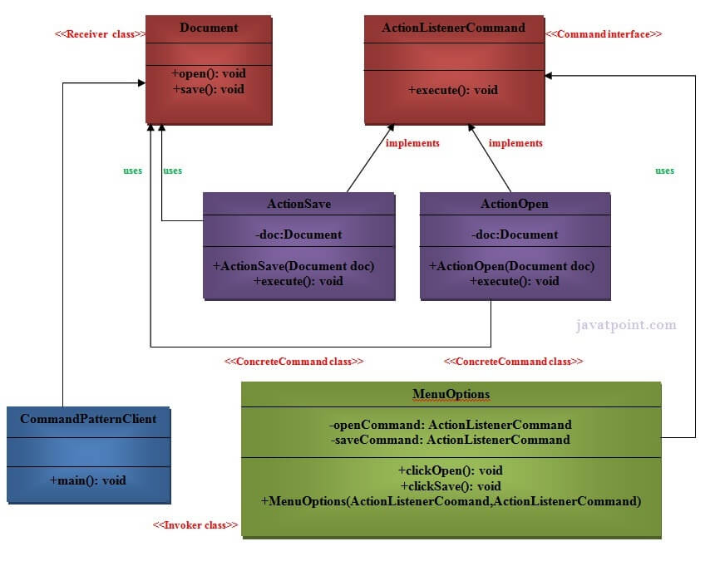 <<Receiver class>>
Document
+open(): void
+save(): void
ActionListenerCommand
<<Command interface>>
+execute(): void
implements
implements
uses
uses
uses
ActionSave
-doc:Document
+ActionSave(Document doc)
+execute(): void
ActionOpen
-doc:Document
+ActionOpen(Document doc)
+execute(): void
javatpoint.com
<<ConcreteCommand class>>
<<ConcreteCommand class>>
CommandPatternClient
+main(): void
MenuOptions
-openCommand: ActionListenerCommand
-saveCommand: ActionListenerCommand
+clickOpen(): void
+clickSave(): void
+MenuOptions(ActionListenerCoomand,ActionListenerCommand)
<<Invoker class>>